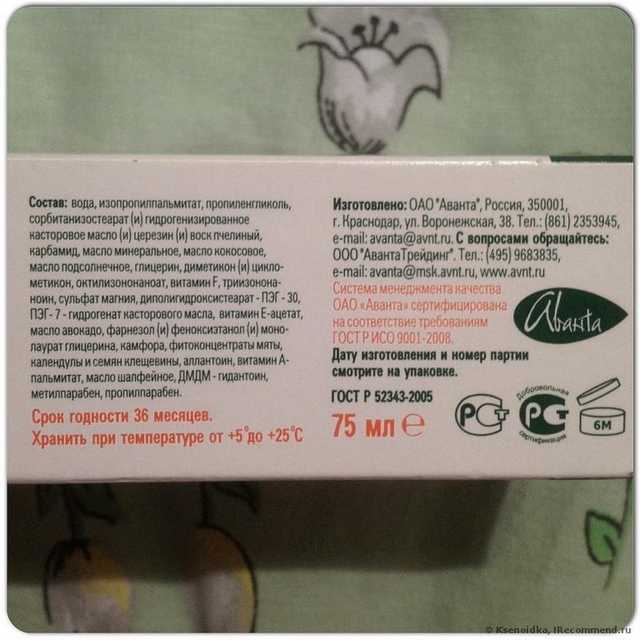 Состав: вода, изопропилпальмитат, пропиленгликоль,
сорбитанизостеарат (и) гидрогенизированное
касторовое масло (и) церезин (и) воск пчелиный,
карбамид, масло минеральное, масло кокосовое,
масло подсолнечное, глицерин, диметикон (и) цикло-
метикон, октилизононаноат, витамин F, триизонона-
ноин, сульфат магния, диполигидроксистеарат - ПЭГ - 30,
ПЭГ- 7 - гидрогенат касторового масла, витамин Е-ацетат,
масло авокадо, фарнезол (и) феноксиэтанол (и) моно-
лаурат глицерина, камфора, фитоконцентраты мяты,
календулы и семян клещевины, аллантоин, витамин А-
пальмитат, масло шалфейное, ДМДМ - гидантоин,
метилпарабен, пропилпарабен.
Срок годности 36 месяцев.
Хранить при температуре от +5°до +25°С
Изготовлено: ОАО "Аванта", Россия, 350001,
г. Краснодар, ул. Воронежская, 38. Тел.: (861) 2353945,
e-mail: avanta@avnt.ru. С вопросами обращайтесь:
ООО "АвантаТрейдинг". Тел.: (495) 9683835,
e-mail: avanta@msk.avnt.ru, www.avnt.ru
Система менеджмента качества
ОАО «Аванта» сертифицирована
на соответствие требованиям
ГОСТ Р ИСО 9001-2008.
Avanta
Дату изготовления и номер партии
смотрите на упаковке.
ГОСТ Р 52343-2005
75 мл e
РСТ
Добровольная
РСТ
сертификация
6М
© Ksenoidka, IRecommend.ru